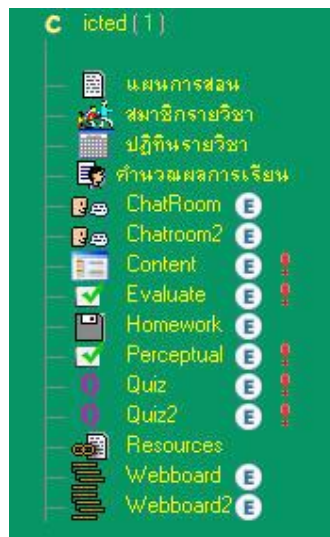 C icted ( 1 )
แผนการสอน
สมาชิกรายวิชา
ปฏิทินรายวิชา
คำนวณผลการเรียน
ChatRoom E
Chatroom2 E
Content E
Evaluate E
Homework E
Perceptual E
Quiz E
Quiz2 E
Resources
Webboard E
Webboard2 E